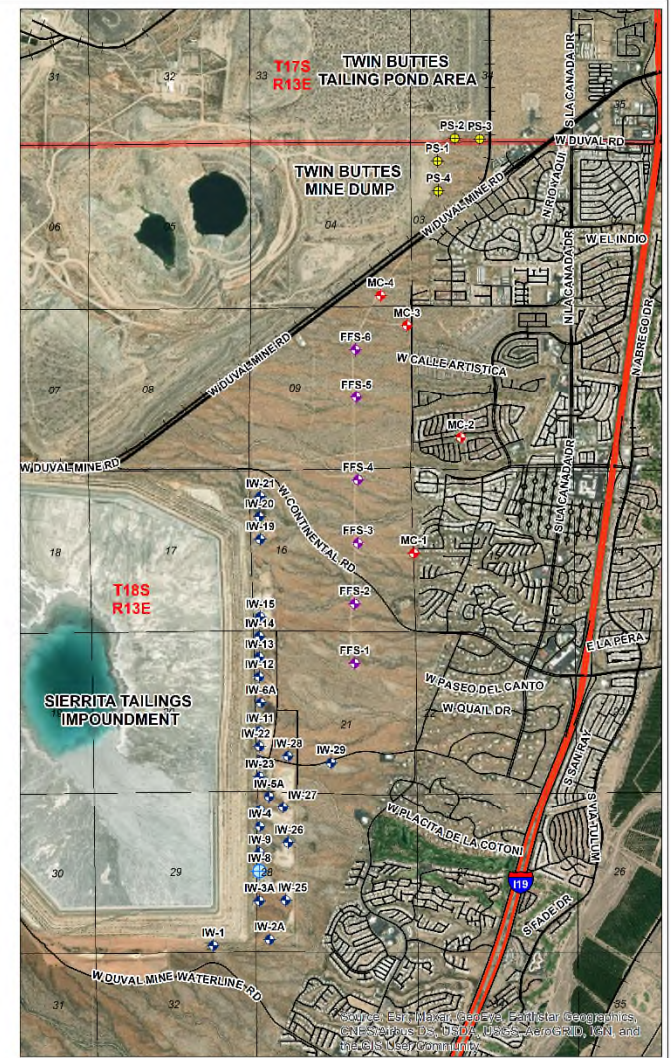 TWIN BUTTES
TAILING POND AREA
T17S
R13E
31
32
33
34
35
S LA CANADA DR
PS-2
PS-3
W DUVAL RD
PS-1
TWIN BUTTES
MINE DUMP
PS-4
N RIO YAQUI
W DUVAL MINE RD
06
05
04
03
W EL INDIO
N LA CANADA DR
MC-4
MC-3
N ABREGO DR
FFS-6
W CALLE ARTISTICA
W DUVAL MINE RD
07
08
09
FFS-5
MC-2
W DUVAL MINE RD
FFS-4
S LA CANADA DR
IW-21
IW-20
W CONTINENTAL RD
IW-19
FFS-3
18
17
16
MC-1
T18S
R13E
FFS-2
IW-15
IW-14
IW-13
E LA PERA
IW-12
FFS-1
W PASEO DEL CANTO
SIERRITA TAILINGS
IMPOUNDMENT
IW-6A
W QUAIL DR
IW-11
21
22
23
IW-22
IW-28
IW-29
S SAN RAY
IW-23
IW-5A
IW-27
IW-4
W PLACITA DE LA COTONI
S VIA TULUM
IW-26
IW-9
IW-8
30
29
28
26
I19
IW-3A
IW-25
S FADE DR
IW-1
IW-2A
W DUVAL MINE WATERLINE RD
31
32
35
Source: Esri, Maxar, GeoEye, Earthstar Geographics,
CNES/Airbus DS, USDA, USGS, AeroGRID, IGN, and
the GIS User Community